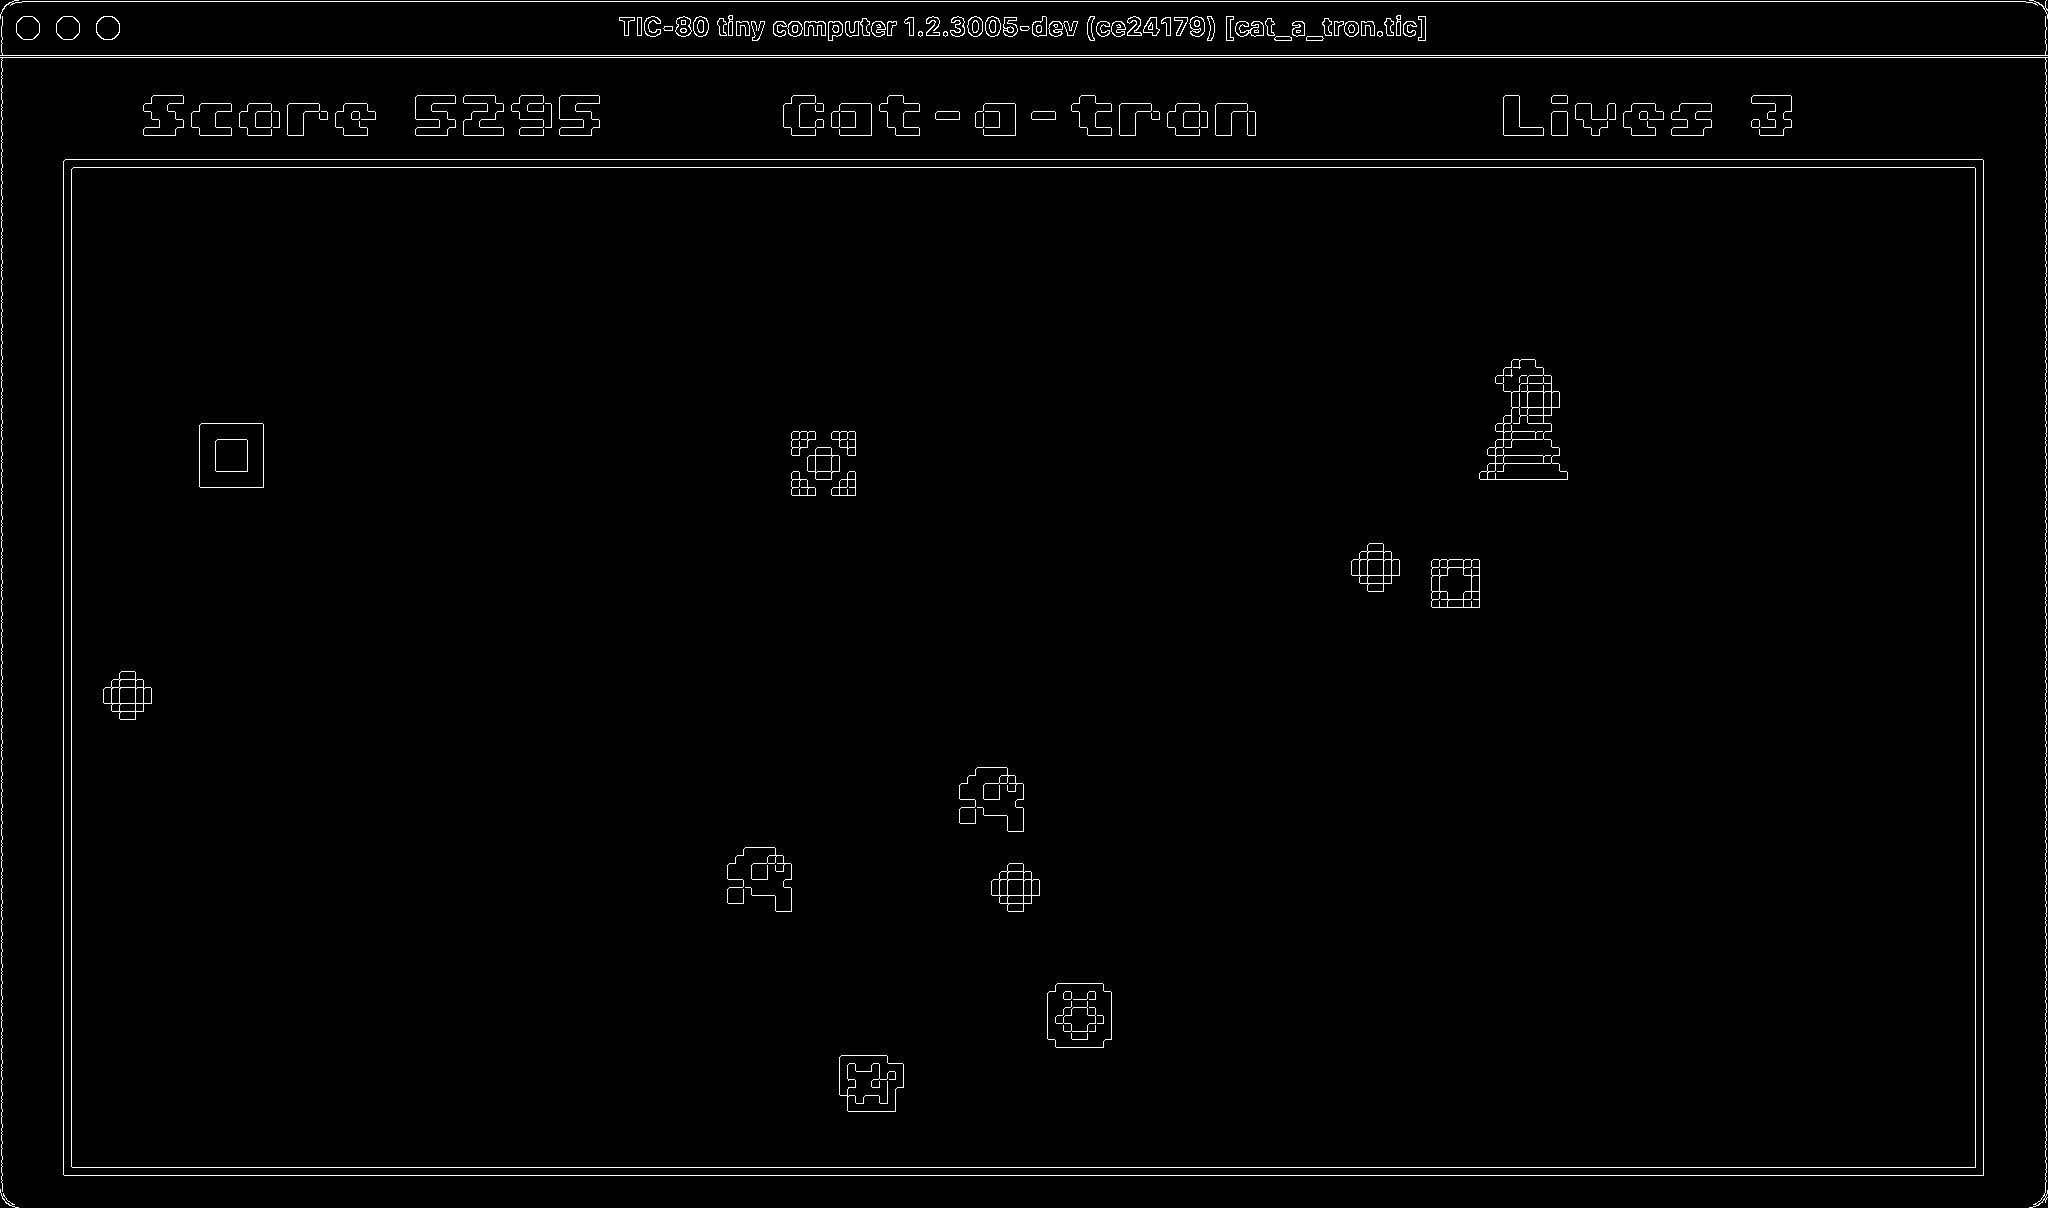 TIC-80 tiny computer 1.2.3005-dev (ce24179) [cat_a_tron.tic]
Score 5295 Cat-a-tron Lives 3